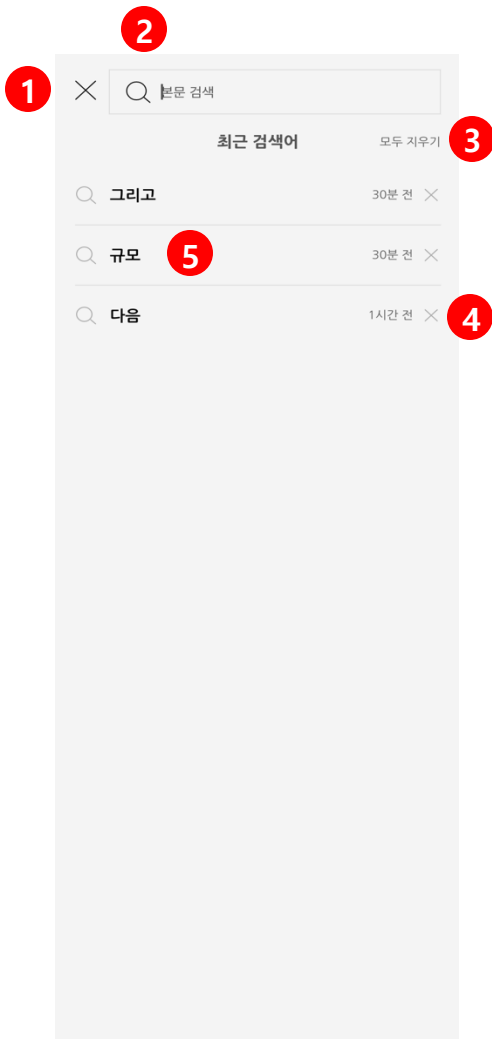 2
1
본문 검색
최근 검색어 모두 지우기 3
그리고 30분 전
규모 5 30분 전
다음 1시간 전 4